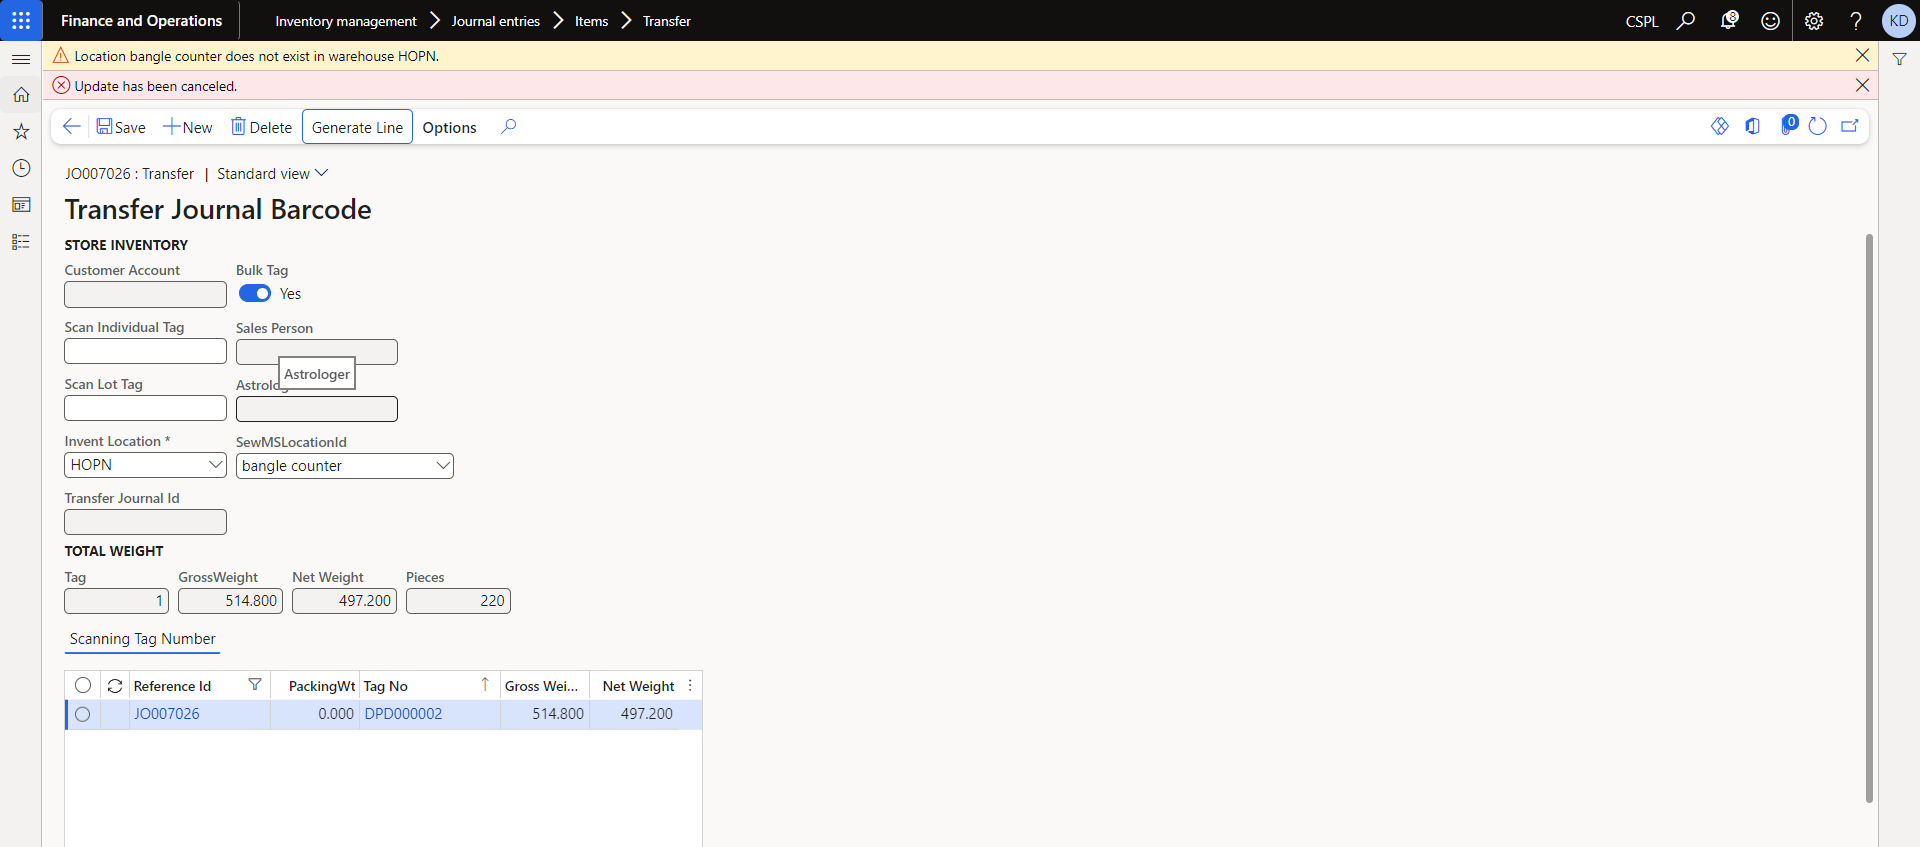 Finance and Operations
Inventory management > Journal entries > Items > Transfer
CSPL
8
?
KD
Location bangle counter does not exist in warehouse HOPN.
Update has been canceled.
Save
New
Delete
Generate Line
Options
0
JO007026 : Transfer | Standard view
Transfer Journal Barcode
STORE INVENTORY
Customer Account
Bulk Tag
Yes
Scan Individual Tag
Sales Person
Astrologer
Scan Lot Tag
Astrolog
Invent Location *
SewMSLocationId
HOPN
bangle counter
Transfer Journal Id
TOTAL WEIGHT
Tag GrossWeight Net Weight Pieces
1 514.800 497.200 220
Scanning Tag Number
Reference Id PackingWt Tag No Gross Wei... Net Weight
JO007026 0.000 DPD000002 514.800 497.200